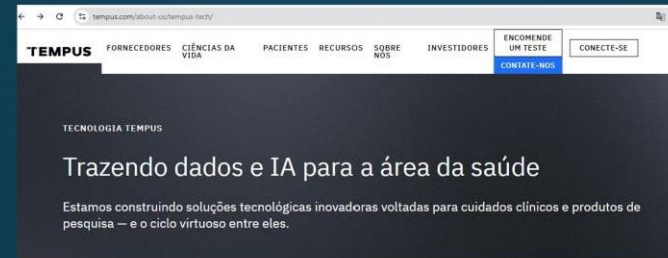 tempus.com/about-us/tempus-tech/
TEMPUS
FORNECEDORES
CIÊNCIAS DA
VIDA
PACIENTES
RECURSOS
SOBRE
NÓS
INVESTIDORES
ENCOMENDE
UM TESTE
CONTATE-NOS
CONECTE-SE
TECNOLOGIA TEMPUS
Trazendo dados e IA para a área da saúde
Estamos construindo soluções tecnológicas inovadoras voltadas para cuidados clínicos e produtos de
pesquisa — e o ciclo virtuoso entre eles.